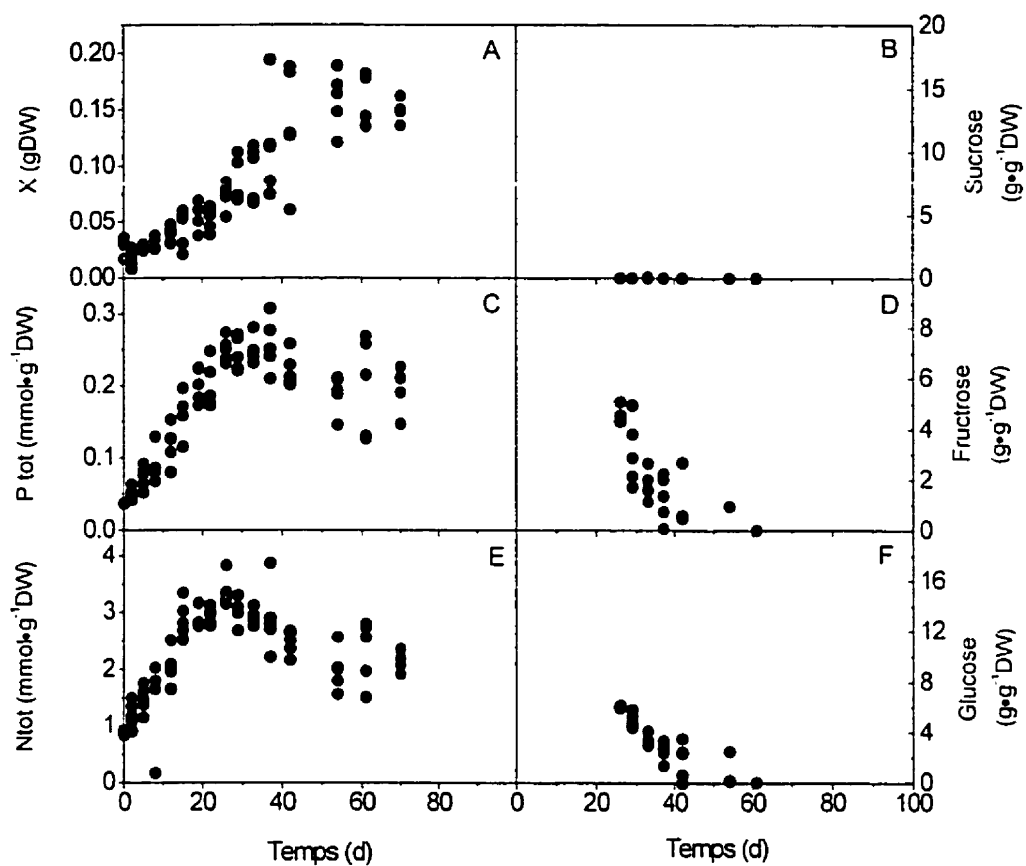 A
0.20
0.15
0.10
0.05
0.00
X (gDW)
B
20
15
10
5
0
Sucrose
(g•g⁻¹DW)
C
0.3
0.2
0.1
0.0
P tot (mmol•g⁻¹DW)
D
8
6
4
2
0
Fructrose
(g•g⁻¹DW)
E
4
3
2
1
0
Ntot (mmol•g⁻¹DW)
F
16
12
8
4
0
Glucose
(g•g⁻¹DW)
0 20 40 60 80
0 20 40 60 80 100
Temps (d)
Temps (d)